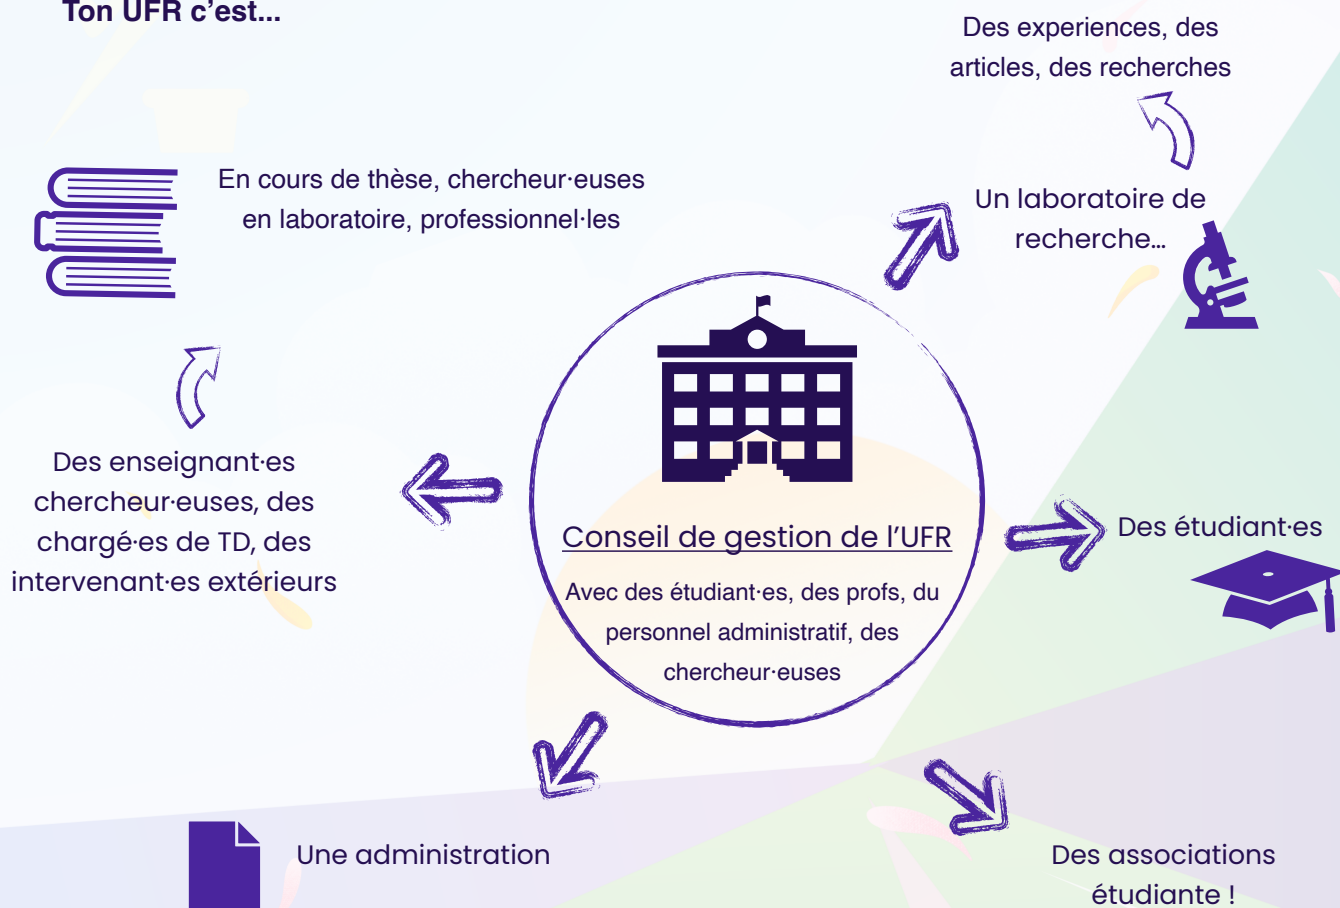 Ton UFR c'est...
Des experiences, des
articles, des recherches
En cours de thèse, chercheur·euses
en laboratoire, professionnel·les
Un laboratoire de
recherche...
Des enseignant·es
chercheur·euses, des
chargé·es de TD, des
intervenant·es extérieurs
Conseil de gestion de l'UFR
Avec des étudiant·es, des profs, du
personnel administratif, des
chercheur·euses
Des étudiant·es
Une administration
Des associations
étudiante !